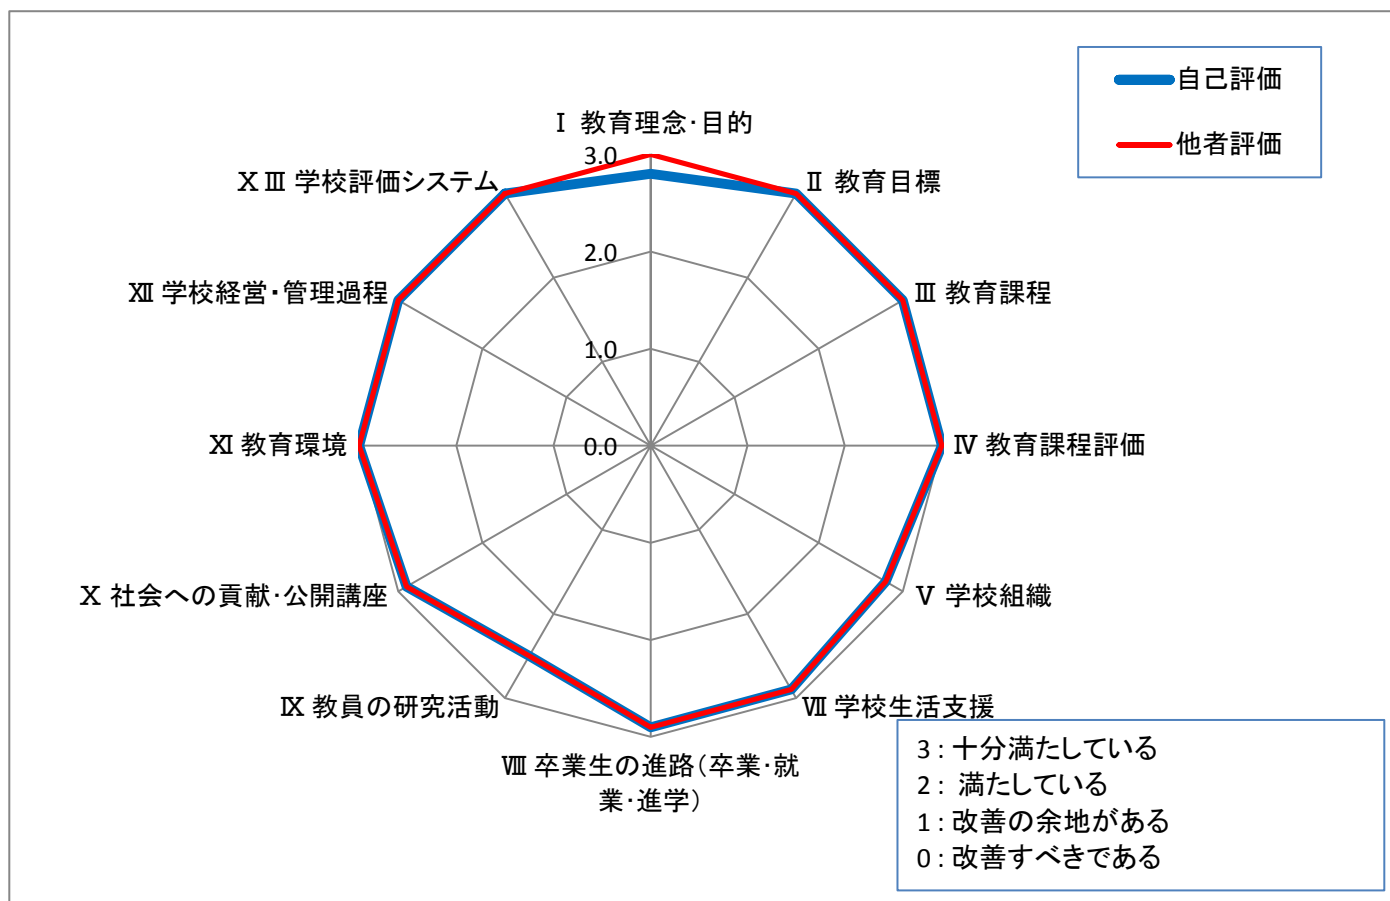 自己評価
他者評価
Ⅰ 教育理念･目的
Ⅱ 教育目標
Ⅲ 教育課程
Ⅳ 教育課程評価
Ⅴ 学校組織
Ⅶ 学校生活支援
Ⅷ 卒業生の進路(卒業･就
業･進学)
Ⅸ 教員の研究活動
Ⅹ 社会への貢献･公開講座
Ⅺ 教育環境
Ⅻ 学校経営・管理過程
ⅩⅢ 学校評価システム
3.0
2.0
1.0
0.0
3 : 十分満たしている
2 : 満たしている
1 : 改善の余地がある
0 : 改善すべきである